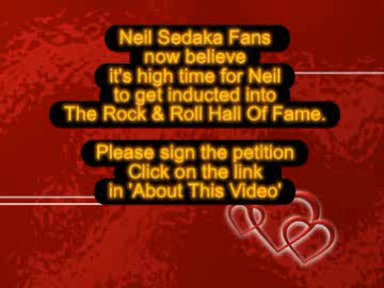 Neil Sedaka Fans
now believe
it's high time for Neil
to get inducted into
The Rock & Roll Hall Of Fame.
Please sign the petition
Click on the link
in 'About This Video'